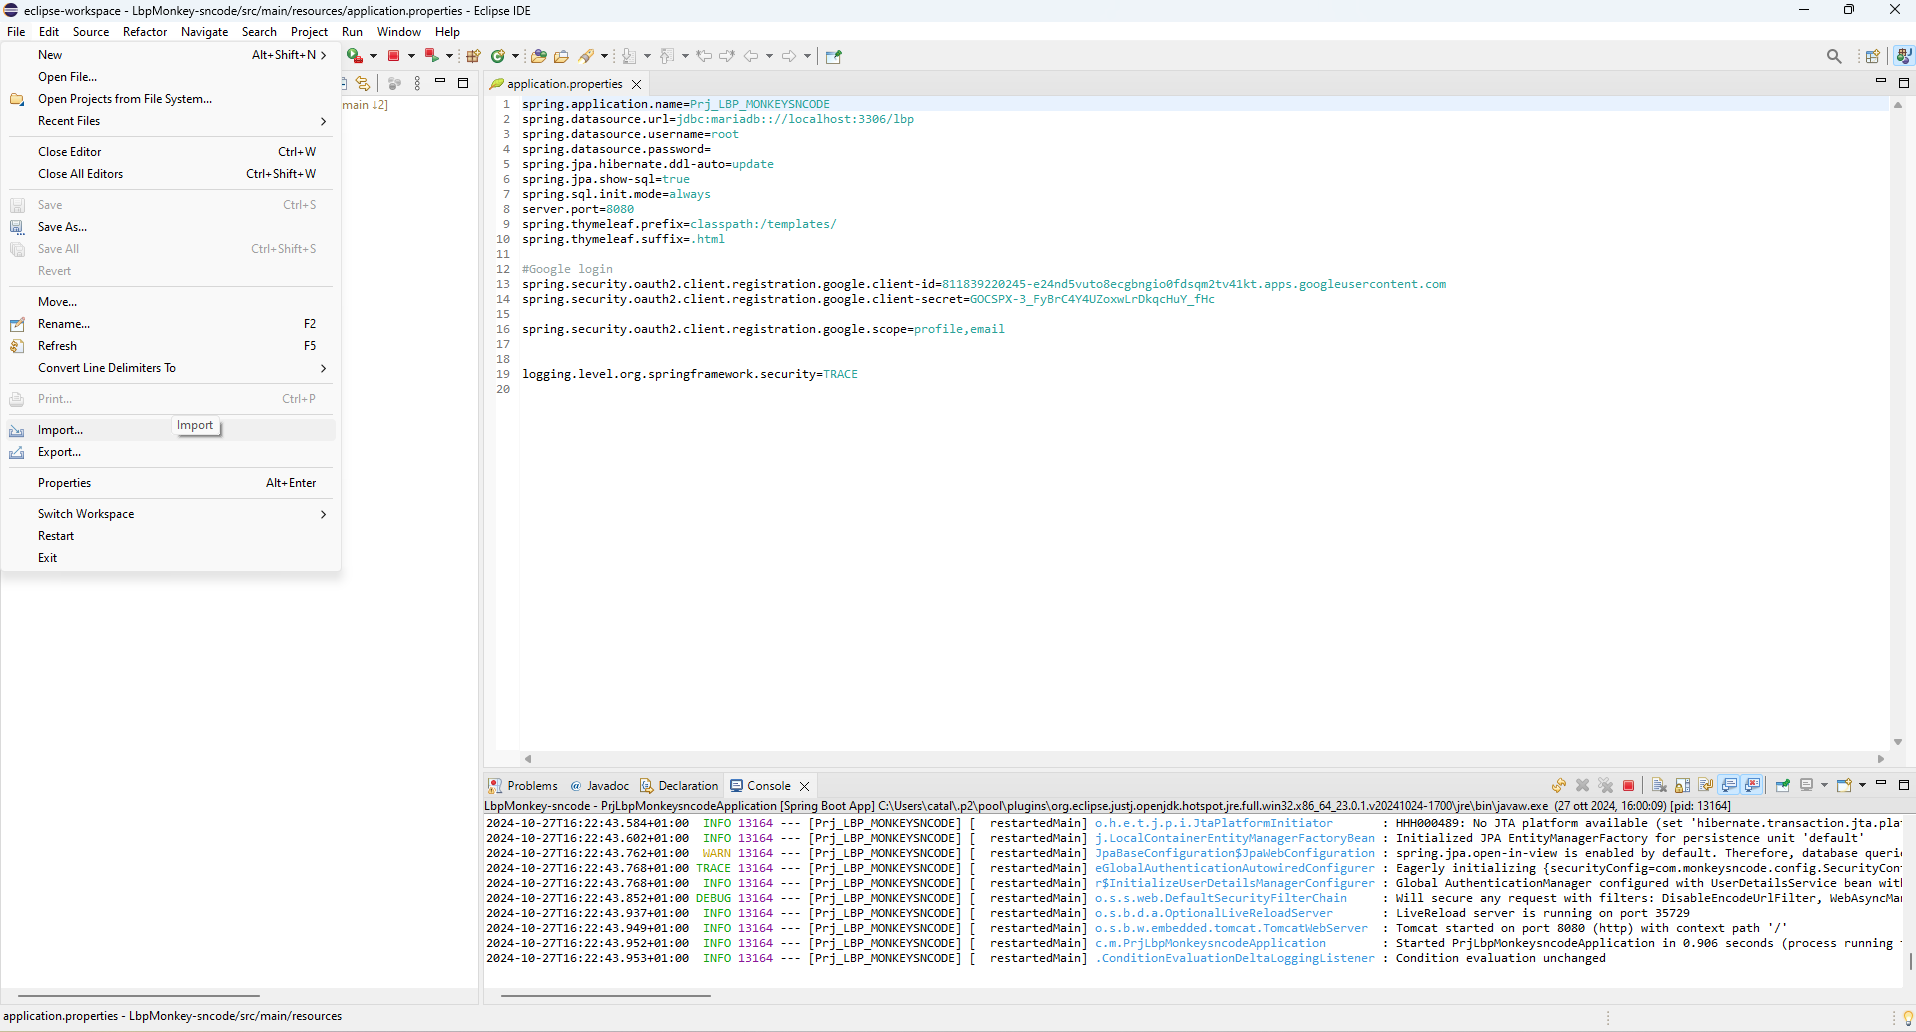 eclipse-workspace - LbpMonkey-sncode/src/main/resources/application.properties - Eclipse IDE
File Edit Source Refactor Navigate Search Project Run Window Help
New Alt+Shift+N >
Open File...
Open Projects from File System...
Recent Files >
Close Editor Ctrl+W
Close All Editors Ctrl+Shift+W
Save Ctrl+S
Save As...
Save All Ctrl+Shift+S
Revert
Move...
Rename... F2
Refresh F5
Convert Line Delimiters To >
Print... Ctrl+P
Import...
Import
Export...
Properties Alt+Enter
Switch Workspace >
Restart
Exit
main ↓2]
application.properties
1 spring.application.name=Prj_LBP_MONKEYSNCODE
2 spring.datasource.url=jdbc:mariadb:://localhost:3306/lbp
3 spring.datasource.username=root
4 spring.datasource.password=
5 spring.jpa.hibernate.ddl-auto=update
6 spring.jpa.show-sql=true
7 spring.sql.init.mode=always
8 server.port=8080
9 spring.thymeleaf.prefix=classpath:/templates/
10 spring.thymeleaf.suffix=.html
11
12 #Google login
13 spring.security.oauth2.client.registration.google.client-id=811839220245-e24nd5vuto8ecgbngio0fdsqm2tv41kt.apps.googleusercontent.com
14 spring.security.oauth2.client.registration.google.client-secret=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
15
16 spring.security.oauth2.client.registration.google.scope=profile,email
17
18
19 logging.level.org.springframework.security=TRACE
20
Problems @ Javadoc Declaration Console
LbpMonkey-sncode - PrjLbpMonkeysncodeApplication [Spring Boot App] C:\Users\catal\.p2\pool\plugins\org.eclipse.justj.openjdk.hotspot.jre.full.win32.x86_64_23.0.1.v20241024-1700\jre\bin\javaw.exe (27 ott 2024, 16:00:09) [pid: 13164]
2024-10-27T16:22:43.584+01:00 INFO 13164 --- [Prj_LBP_MONKEYSNCODE] [ restartedMain] o.h.e.t.j.p.i.JtaPlatformInitiator : HHH000489: No JTA platform available (set 'hibernate.transaction.jta.pla
2024-10-27T16:22:43.602+01:00 INFO 13164 --- [Prj_LBP_MONKEYSNCODE] [ restartedMain] j.LocalContainerEntityManagerFactoryBean : Initialized JPA EntityManagerFactory for persistence unit 'default'
2024-10-27T16:22:43.762+01:00 WARN 13164 --- [Prj_LBP_MONKEYSNCODE] [ restartedMain] JpaBaseConfiguration$JpaWebConfiguration : spring.jpa.open-in-view is enabled by default. Therefore, database queri
2024-10-27T16:22:43.768+01:00 TRACE 13164 --- [Prj_LBP_MONKEYSNCODE] [ restartedMain] eGlobalAuthenticationAutowiredConfigurer : Eagerly initializing {securityConfig=com.monkeysncode.config.SecurityCon
2024-10-27T16:22:43.768+01:00 INFO 13164 --- [Prj_LBP_MONKEYSNCODE] [ restartedMain] r$InitializeUserDetailsManagerConfigurer : Global AuthenticationManager configured with UserDetailsService bean wit
2024-10-27T16:22:43.852+01:00 DEBUG 13164 --- [Prj_LBP_MONKEYSNCODE] [ restartedMain] o.s.s.web.DefaultSecurityFilterChain : Will secure any request with filters: DisableEncodeUrlFilter, WebAsyncMa
2024-10-27T16:22:43.937+01:00 INFO 13164 --- [Prj_LBP_MONKEYSNCODE] [ restartedMain] o.s.b.d.a.OptionalLiveReloadServer : LiveReload server is running on port 35729
2024-10-27T16:22:43.949+01:00 INFO 13164 --- [Prj_LBP_MONKEYSNCODE] [ restartedMain] o.s.b.w.embedded.tomcat.TomcatWebServer : Tomcat started on port 8080 (http) with context path '/'
2024-10-27T16:22:43.952+01:00 INFO 13164 --- [Prj_LBP_MONKEYSNCODE] [ restartedMain] c.m.PrjLbpMonkeysncodeApplication : Started PrjLbpMonkeysncodeApplication in 0.906 seconds (process running
2024-10-27T16:22:43.953+01:00 INFO 13164 --- [Prj_LBP_MONKEYSNCODE] [ restartedMain] .ConditionEvaluationDeltaLoggingListener : Condition evaluation unchanged
application.properties - LbpMonkey-sncode/src/main/resources